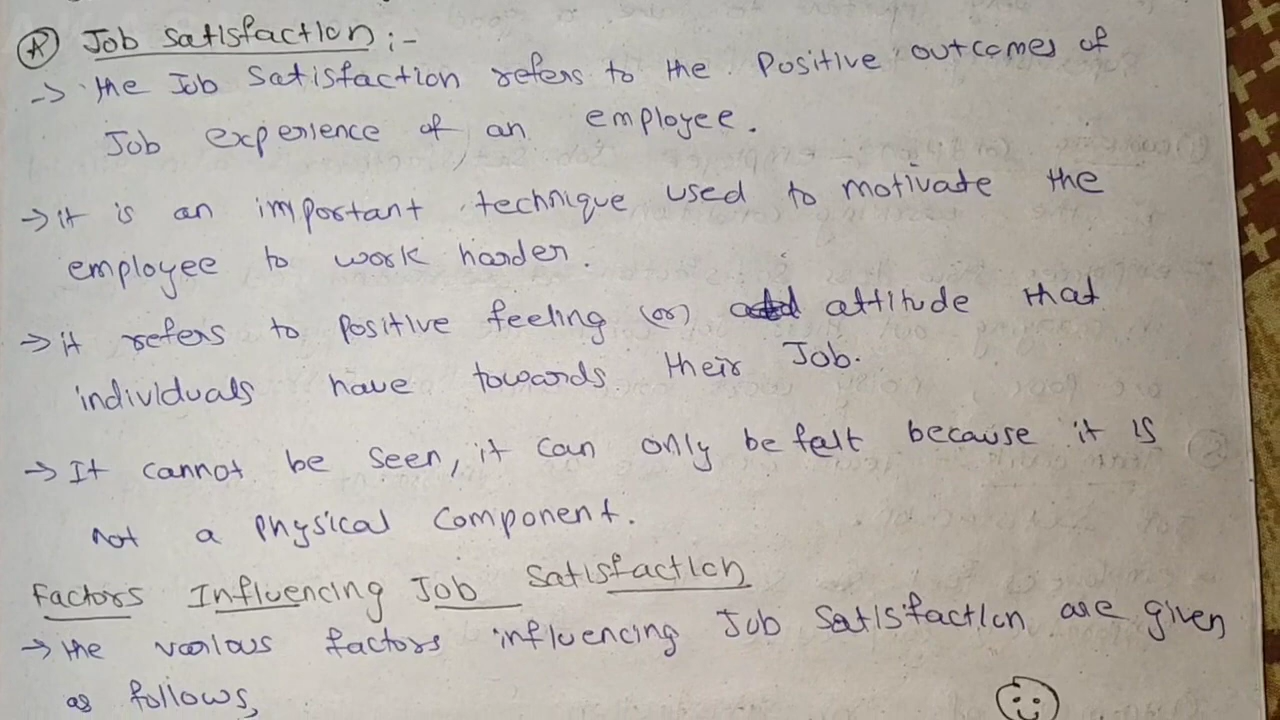 Ⓐ Job Satisfaction :-
-> the Job Satisfaction refers to the Positive outcomes of
Job experience of an employee.
-> it is an important technique used to motivate the
employee to work harder.
-> it refers to positive feeling (or) attitude that
individuals have towards their Job.
-> It cannot be seen, it can only be felt because it is
not a physical component.
Factors Influencing Job Satisfaction
-> the various factors influencing Job Satisfaction are given
as follows,